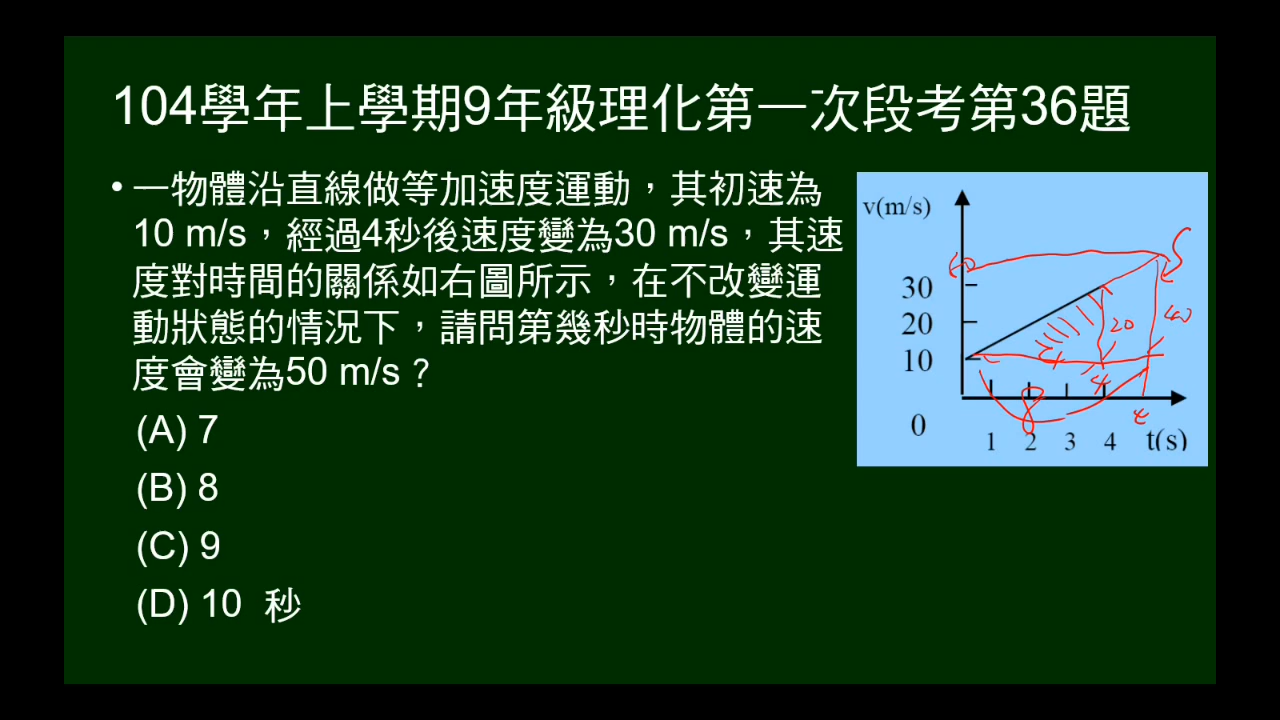 104學年上學期9年級理化第一次段考第36題
• 一物體沿直線做等加速度運動，其初速為
10 m/s，經過4秒後速度變為30 m/s，其速
度對時間的關係如右圖所示，在不改變運
動狀態的情況下，請問第幾秒時物體的速
度會變為50 m/s？
(A) 7
(B) 8
(C) 9
(D) 10 秒
v(m/s)
30
20
10
0
1 2 3 4 t(s)
20
4
8
t